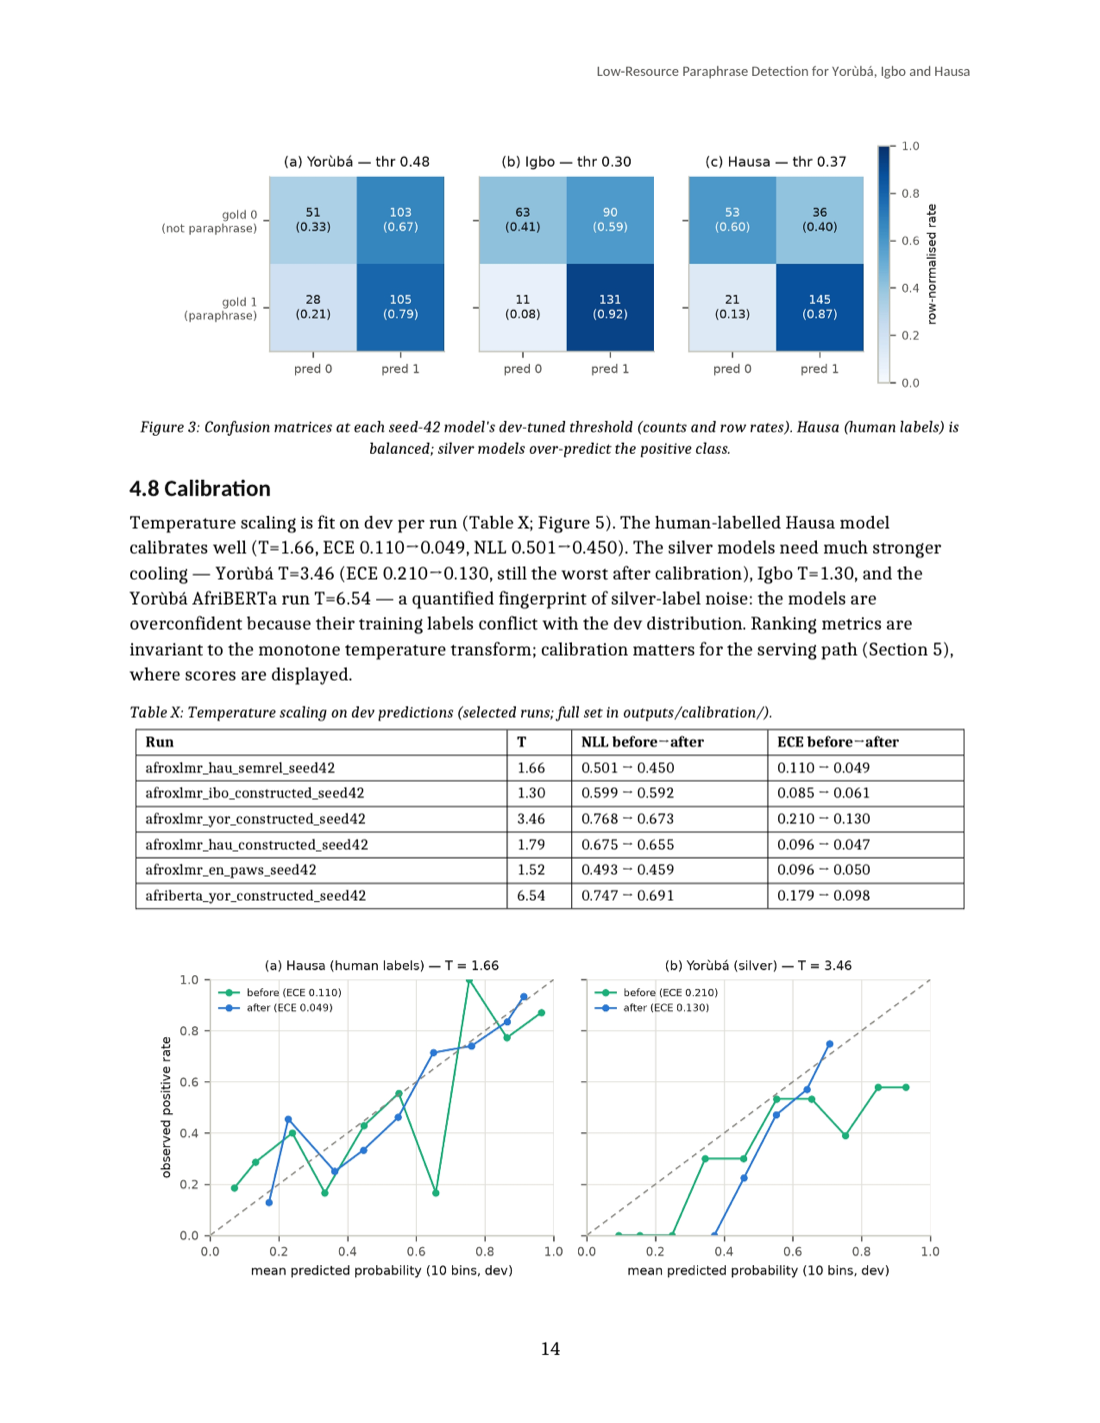 Low-Resource Paraphrase Detection for Yorùbá, Igbo and Hausa
(a) Yorùbá — thr 0.48
(b) Igbo — thr 0.30
(c) Hausa — thr 0.37
gold 0
(not paraphrase)
51
(0.33)
103
(0.67)
63
(0.41)
90
(0.59)
53
(0.60)
36
(0.40)
gold 1
(paraphrase)
28
(0.21)
105
(0.79)
11
(0.08)
131
(0.92)
21
(0.13)
145
(0.87)
pred 0
pred 1
pred 0
pred 1
pred 0
pred 1
1.0
0.8
0.6
0.4
0.2
0.0
row-normalised rate
Figure 3: Confusion matrices at each seed-42 model's dev-tuned threshold (counts and row rates). Hausa (human labels) is
balanced; silver models over-predict the positive class.
4.8 Calibration
Temperature scaling is fit on dev per run (Table X; Figure 5). The human-labelled Hausa model
calibrates well (T=1.66, ECE 0.110→0.049, NLL 0.501→0.450). The silver models need much stronger
cooling — Yorùbá T=3.46 (ECE 0.210→0.130, still the worst after calibration), Igbo T=1.30, and the
Yorùbá AfriBERTa run T=6.54 — a quantified fingerprint of silver-label noise: the models are
overconfident because their training labels conflict with the dev distribution. Ranking metrics are
invariant to the monotone temperature transform; calibration matters for the serving path (Section 5),
where scores are displayed.
Table X: Temperature scaling on dev predictions (selected runs; full set in outputs/calibration/).
Run T NLL before→after ECE before→after
afroxlmr_hau_semrel_seed42 1.66 0.501 → 0.450 0.110 → 0.049
afroxlmr_ibo_constructed_seed42 1.30 0.599 → 0.592 0.085 → 0.061
afroxlmr_yor_constructed_seed42 3.46 0.768 → 0.673 0.210 → 0.130
afroxlmr_hau_constructed_seed42 1.79 0.675 → 0.655 0.096 → 0.047
afroxlmr_en_paws_seed42 1.52 0.493 → 0.459 0.096 → 0.050
afriberta_yor_constructed_seed42 6.54 0.747 → 0.691 0.179 → 0.098
(a) Hausa (human labels) — T = 1.66
before (ECE 0.110)
after (ECE 0.049)
observed positive rate
1.0
0.8
0.6
0.4
0.2
0.0
0.0 0.2 0.4 0.6 0.8 1.0
mean predicted probability (10 bins, dev)
(b) Yorùbá (silver) — T = 3.46
before (ECE 0.210)
after (ECE 0.130)
0.0 0.2 0.4 0.6 0.8 1.0
mean predicted probability (10 bins, dev)
14